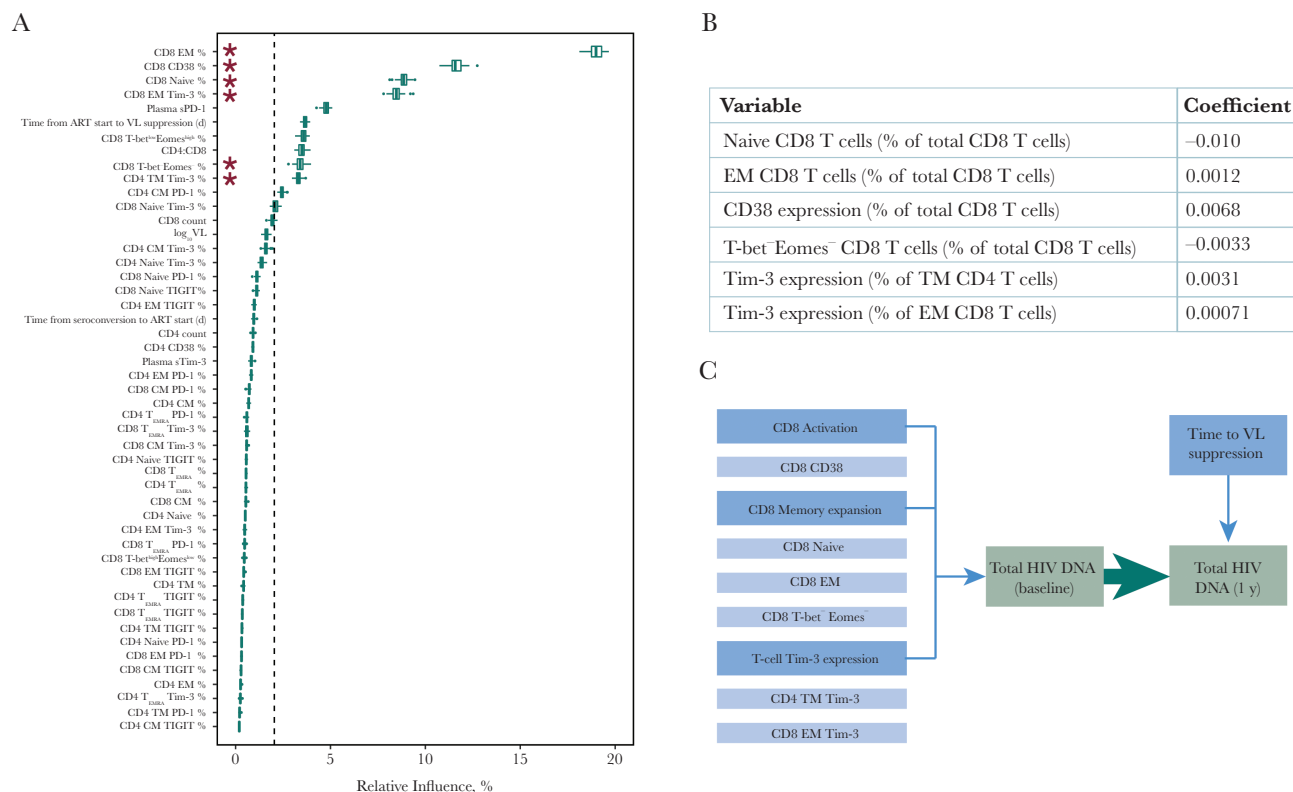 A
CD8 EM %
CD8 CD38 %
CD8 Naive %
CD8 EM Tim-3 %
Plasma sPD-1
Time from ART start to VL suppression (d)
CD8 T-betˡᵒʷEomesʰⁱᵍʰ %
CD4:CD8
CD8 T-bet Eomes⁻ %
CD4 TM Tim-3 %
CD4 CM PD-1 %
CD8 Naive Tim-3 %
CD8 count
log₁₀VL
CD4 CM Tim-3 %
CD4 Naive Tim-3 %
CD8 Naive PD-1 %
CD8 Naive TIGIT%
CD4 EM TIGIT %
Time from seroconversion to ART start (d)
CD4 count
CD4 CD38 %
Plasma sTim-3
CD4 EM PD-1 %
CD8 CM PD-1 %
CD4 CM %
CD4 T EMRA PD-1 %
CD8 T EMRA Tim-3 %
CD8 CM Tim-3 %
CD4 Naive TIGIT %
CD8 T EMRA %
CD4 T EMRA %
CD8 CM %
CD4 Naive %
CD4 EM Tim-3 %
CD8 T EMRA PD-1 %
CD8 T-betʰⁱᵍʰEomesˡᵒʷ %
CD8 EM TIGIT %
CD4 TM %
CD4 T EMRA TIGIT %
CD8 T EMRA TIGIT %
CD4 TM TIGIT %
CD4 Naive PD-1 %
CD8 EM PD-1 %
CD8 CM TIGIT %
CD4 EM %
CD4 T EMRA Tim-3 %
CD4 TM PD-1 %
CD4 CM TIGIT %
0 5 10 15 20
Relative Influence, %
B
Variable Coefficient
Naive CD8 T cells (% of total CD8 T cells) –0.010
EM CD8 T cells (% of total CD8 T cells) 0.0012
CD38 expression (% of total CD8 T cells) 0.0068
T-bet⁻Eomes⁻ CD8 T cells (% of total CD8 T cells) –0.0033
Tim-3 expression (% of TM CD4 T cells) 0.0031
Tim-3 expression (% of EM CD8 T cells) 0.00071
C
CD8 Activation
CD8 CD38
CD8 Memory expansion
CD8 Naive
CD8 EM
CD8 T-bet⁻ Eomes⁻
T-cell Tim-3 expression
CD4 TM Tim-3
CD8 EM Tim-3
Total HIV DNA
(baseline)
Time to VL
suppression
Total HIV
DNA (1 y)